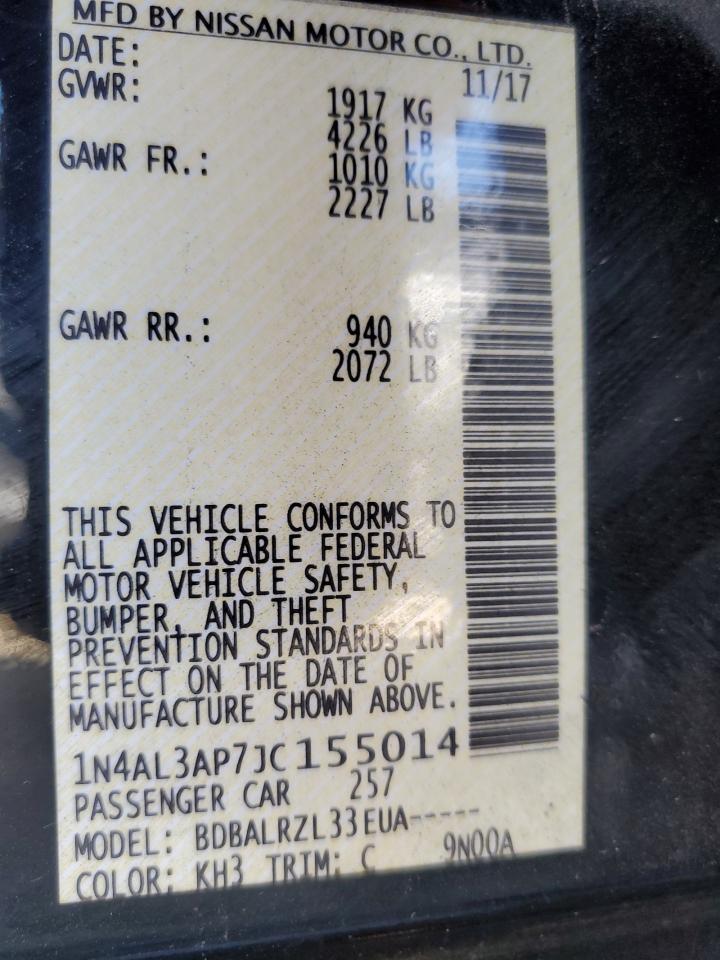 MFD BY NISSAN MOTOR CO., LTD.
DATE: 11/17
GVWR: 1917 KG
4226 LB
GAWR FR.: 1010 KG
2227 LB
GAWR RR.: 940 KG
2072 LB
THIS VEHICLE CONFORMS TO
ALL APPLICABLE FEDERAL
MOTOR VEHICLE SAFETY,
BUMPER, AND THEFT
PREVENTION STANDARDS IN
EFFECT ON THE DATE OF
MANUFACTURE SHOWN ABOVE.
1N4AL3AP7JC155014
PASSENGER CAR 257
MODEL: BDBALRZL33EUA-----
COLOR: KH3 TRIM: C 9N00A